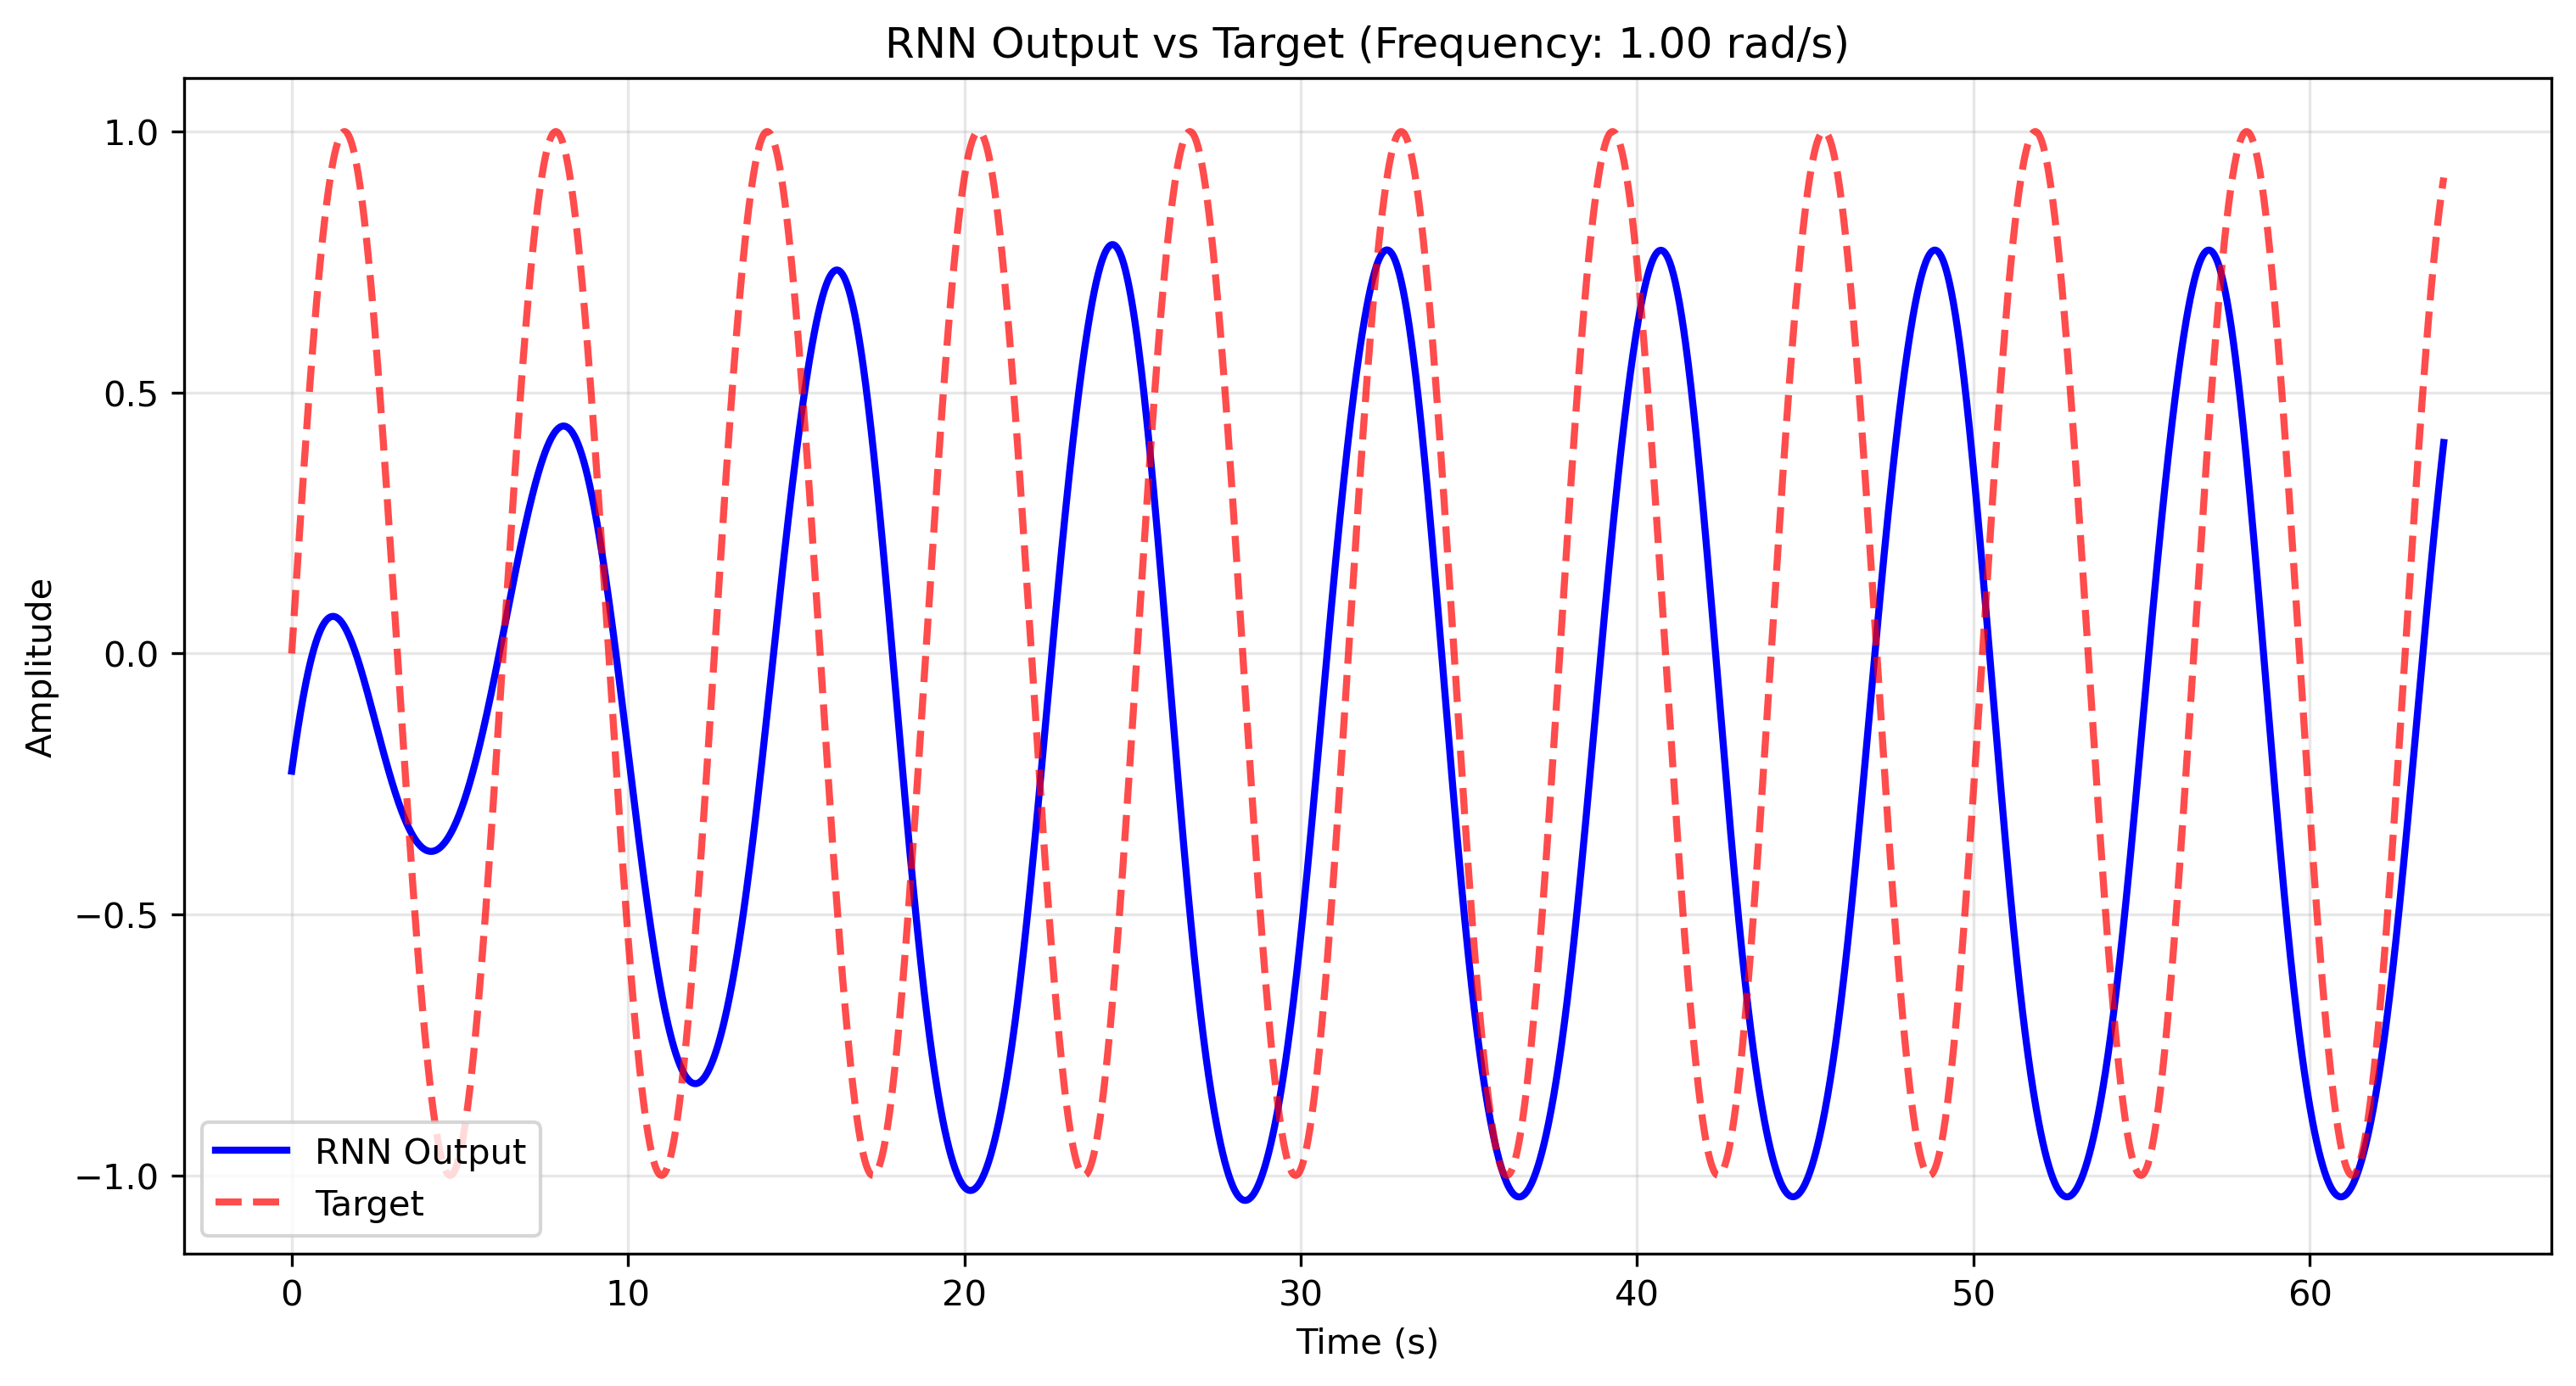 RNN Output vs Target (Frequency: 1.00 rad/s)
1.0
0.5
0.0
−0.5
−1.0
Amplitude
RNN Output
Target
0 10 20 30 40 50 60
Time (s)